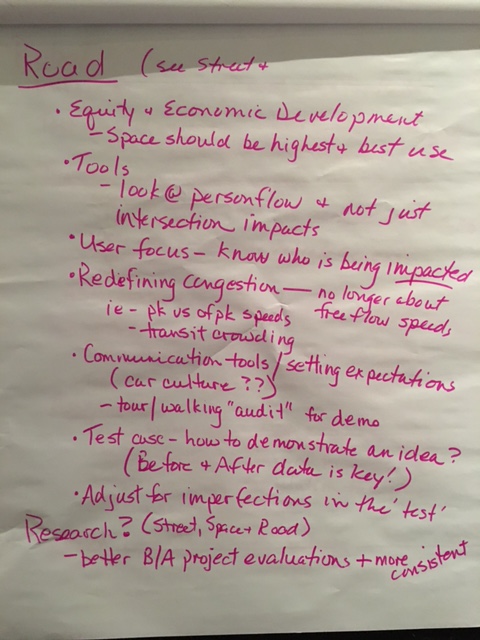 Road (see Street +
• Equity + Economic Development
- Space should be highest + best use
• Tools
- look @ personflow + not just
intersection impacts
• User focus - know who is being impacted
• Redefining congestion — no longer about
free flow speeds
ie - pk vs ofpk speeds
- transit crowding
• Communication tools / setting expectations
(car culture ??)
- tour / walking "audit" for demo
• Test case - how to demonstrate an idea?
(Before + After data is key!)
• Adjust for imperfections in the 'test'
Research? (Street, Space + Road)
- better B/A project evaluations + more
consistent